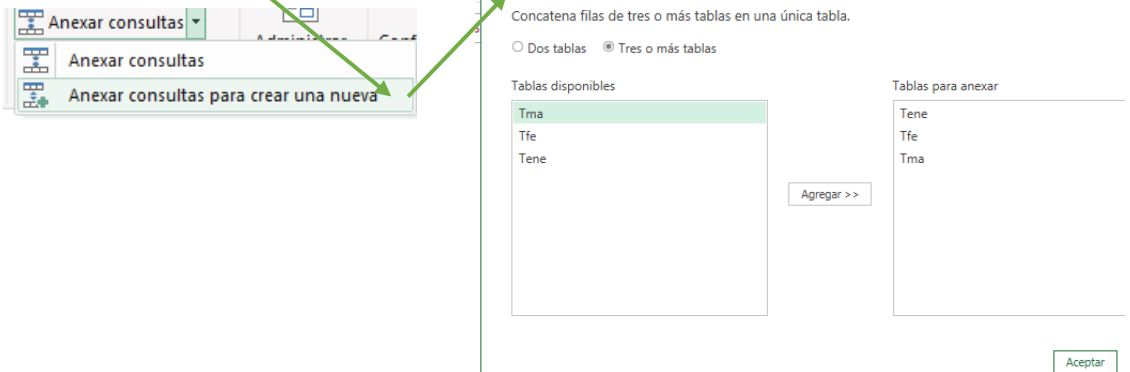 Anexar consultas
Anexar consultas
Anexar consultas para crear una nueva
Concatena filas de tres o más tablas en una única tabla.
Dos tablas
Tres o más tablas
Tablas disponibles
Tma
Tfe
Tene
Agregar >>
Tablas para anexar
Tene
Tfe
Tma
Aceptar